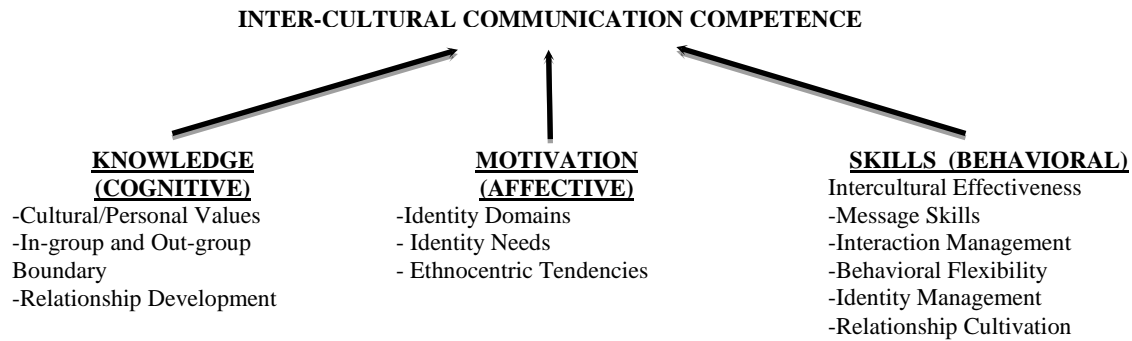 INTER-CULTURAL COMMUNICATION COMPETENCE
KNOWLEDGE
(COGNITIVE)
-Cultural/Personal Values
-In-group and Out-group
Boundary
-Relationship Development
MOTIVATION
(AFFECTIVE)
-Identity Domains
- Identity Needs
- Ethnocentric Tendencies
SKILLS (BEHAVIORAL)
Intercultural Effectiveness
-Message Skills
-Interaction Management
-Behavioral Flexibility
-Identity Management
-Relationship Cultivation